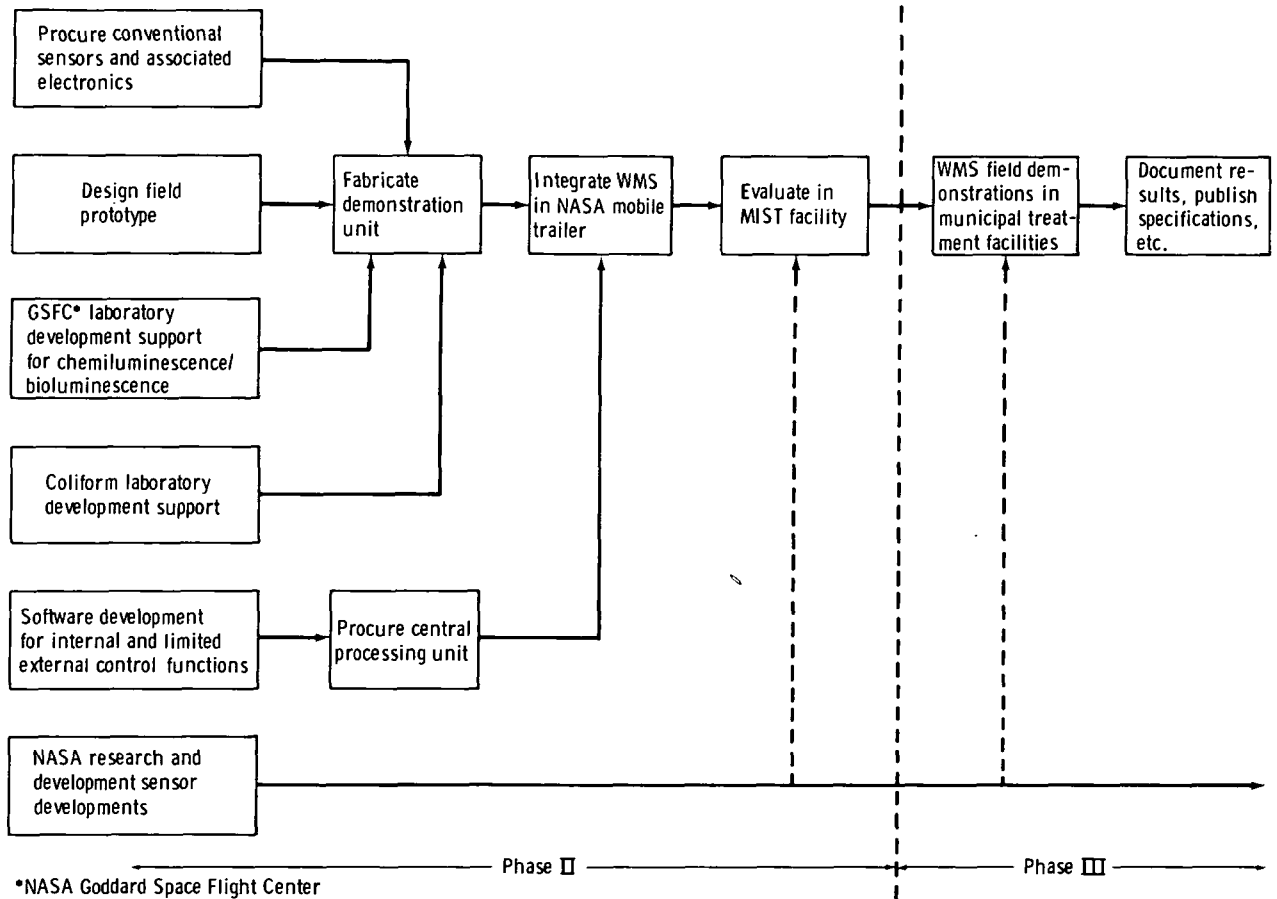 Procure conventional
sensors and associated
electronics
Design field
prototype
Fabricate
demonstration
unit
Integrate WMS
in NASA mobile
trailer
Evaluate in
MIST facility
WMS field dem-
onstrations in
municipal treat-
ment facilities
Document re-
sults, publish
specifications,
etc.
GSFC* laboratory
development support
for chemiluminescence/
bioluminescence
Coliform laboratory
development support
Software development
for internal and limited
external control functions
Procure central
processing unit
NASA research and
development sensor
developments
Phase II
Phase III
*NASA Goddard Space Flight Center